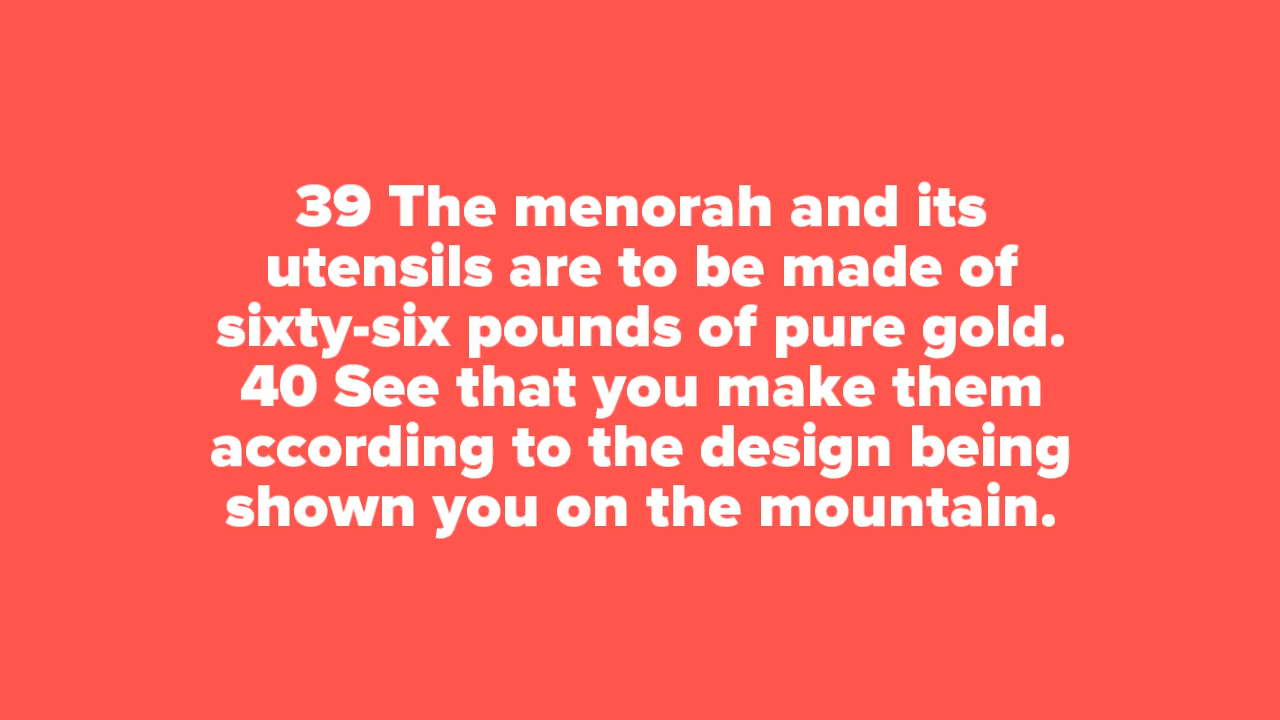 39 The menorah and its
utensils are to be made of
sixty-six pounds of pure gold.
40 See that you make them
according to the design being
shown you on the mountain.